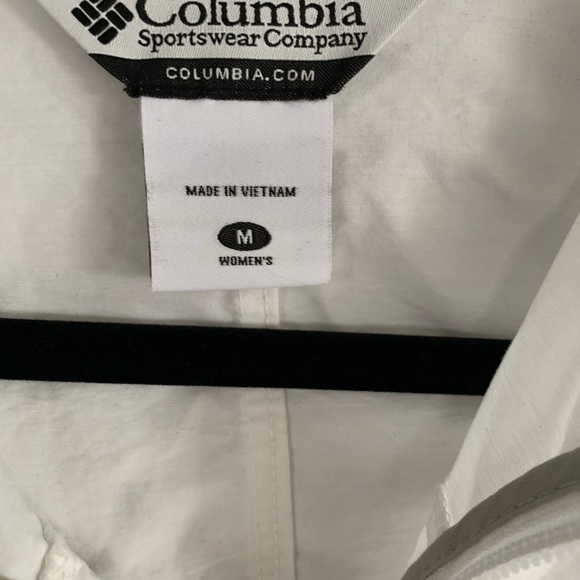 Columbia
Sportswear Company
COLUMBIA.COM
MADE IN VIETNAM
M
WOMEN'S